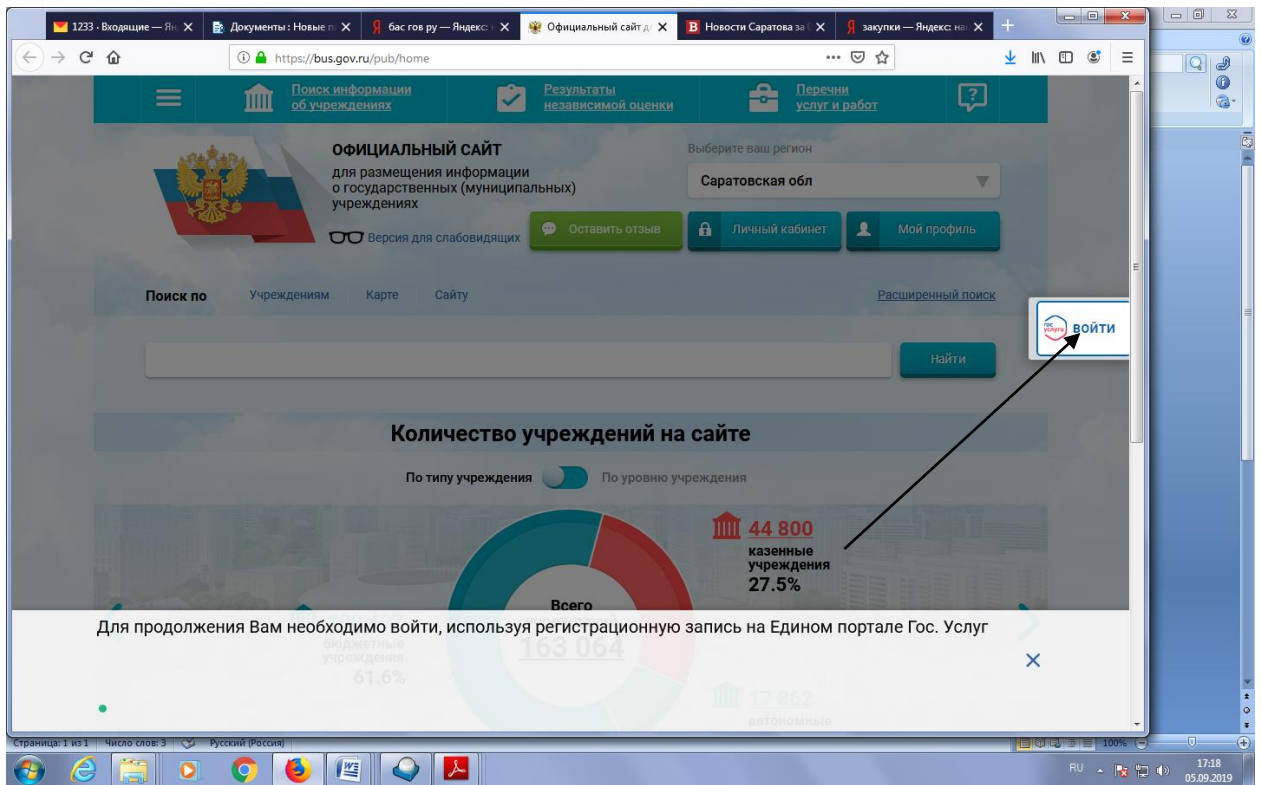 1233 · Входящие — Ян
Документы : Новые п
бас гов ру — Яндекс: н
Официальный сайт д
Новости Саратова за
закупки — Яндекс: на
https://bus.gov.ru/pub/home
Поиск информации
об учреждениях
Результаты
независимой оценки
Перечни
услуг и работ
ОФИЦИАЛЬНЫЙ САЙТ
для размещения информации
о государственных (муниципальных)
учреждениях
Версия для слабовидящих
Выберите ваш регион
Саратовская обл
Оставить отзыв
Личный кабинет
Мой профиль
Поиск по
Учреждениям
Карте
Сайту
Расширенный поиск
гос
услуги
ВОЙТИ
Найти
Количество учреждений на сайте
По типу учреждения
По уровню учреждения
44 800
казенные
учреждения
27.5%
Всего
Для продолжения Вам необходимо войти, используя регистрационную запись на Едином портале Гос. Услуг
бюджетные
учреждения
61.6%
163 064
17 862
автономные
Страница: 1 из 1
Число слов: 3
Русский (Россия)
100%
RU
17:18
05.09.2019